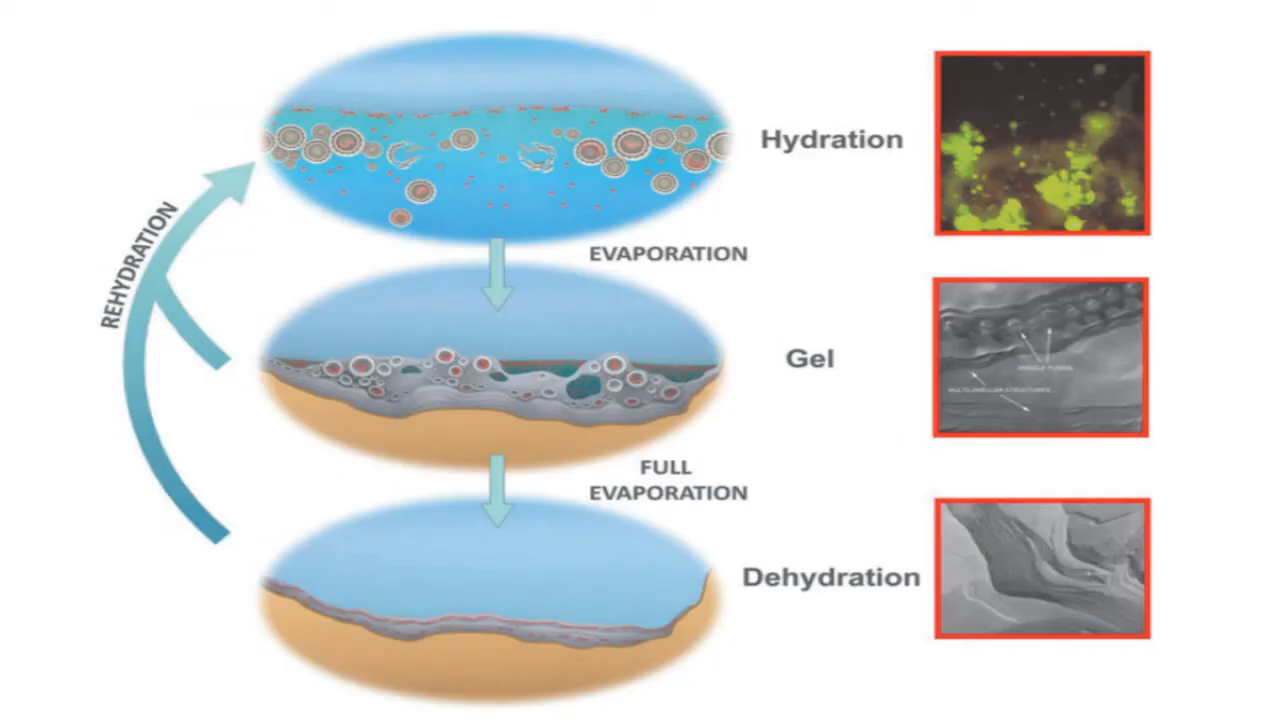 Hydration
EVAPORATION
REHYDRATION
Gel
MULTILAMELLAR STRUCTURES
FULL
EVAPORATION
Dehydration